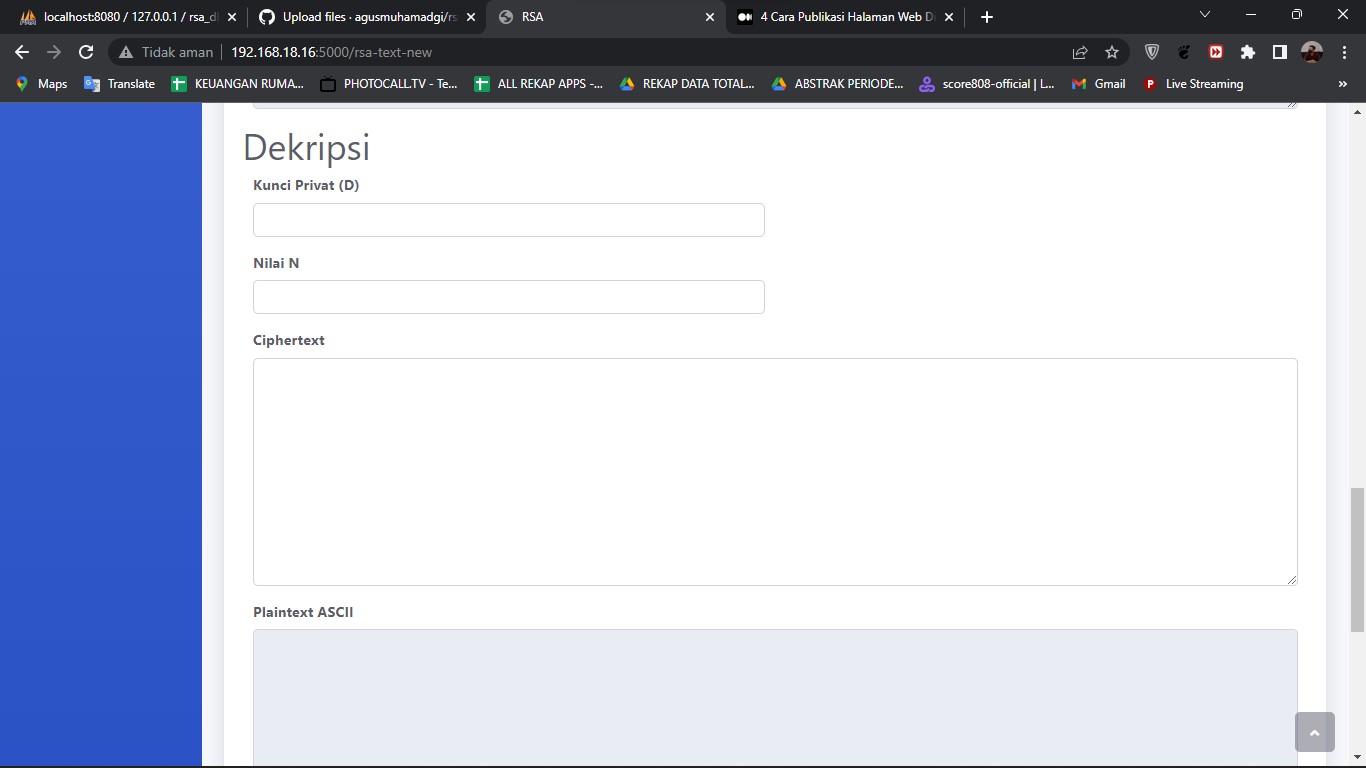 localhost:8080 / 127.0.0.1 / rsa_d
Upload files · agusmuhamadgi/rs
RSA
4 Cara Publikasi Halaman Web Di
Tidak aman
192.168.18.16:5000/rsa-text-new
Maps
Translate
KEUANGAN RUMA...
PHOTOCALL.TV - Te...
ALL REKAP APPS -...
REKAP DATA TOTAL...
ABSTRAK PERIODE...
score808-official | L...
Gmail
Live Streaming
»
Dekripsi
Kunci Privat (D)
Nilai N
Ciphertext
Plaintext ASCII